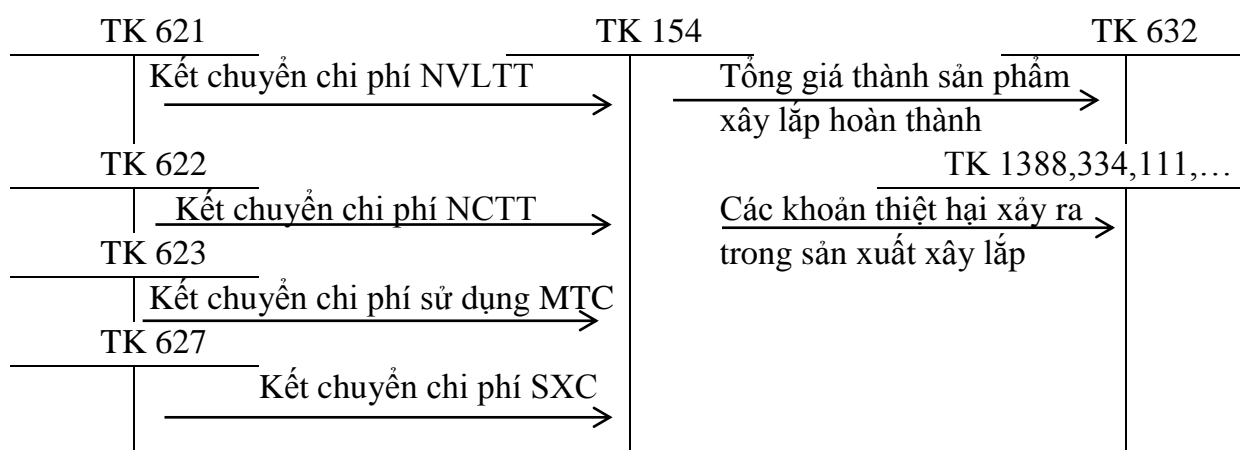 TK 621 TK 154 TK 632
Kết chuyển chi phí NVLTT Tổng giá thành sản phẩm
xây lắp hoàn thành
TK 622 TK 1388,334,111,…
Kết chuyển chi phí NCTT Các khoản thiệt hại xảy ra
TK 623 trong sản xuất xây lắp
Kết chuyển chi phí sử dụng MTC
TK 627
Kết chuyển chi phí SXC